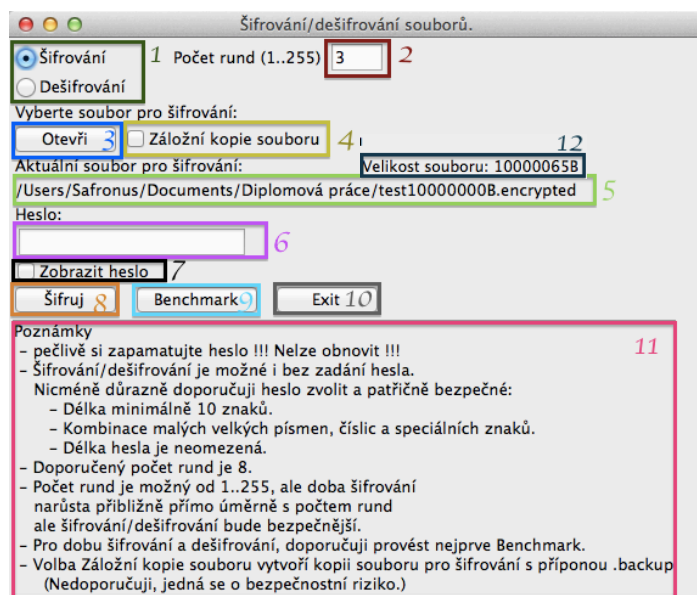 Šifrování/dešifrování souborů.
Šifrování 1 Počet rund (1..255) 3 2
Dešifrování
Vyberte soubor pro šifrování:
Otevři 3 Záložní kopie souboru 4 12
Aktuální soubor pro šifrování: Velikost souboru: 10000065B
/Users/Safronus/Documents/Diplomová práce/test10000000B.encrypted 5
Heslo:
6
Zobrazit heslo 7
Šifruj 8 Benchmark 9 Exit 10
Poznámky 11
- pečlivě si zapamatujte heslo !!! Nelze obnovit !!!
- Šifrování/dešifrování je možné i bez zadání hesla.
Nicméně důrazně doporučuji heslo zvolit a patřičně bezpečné:
- Délka minimálně 10 znaků.
- Kombinace malých velkých písmen, číslic a speciálních znaků.
- Délka hesla je neomezená.
- Doporučený počet rund je 8.
- Počet rund je možný od 1..255, ale doba šifrování
narůsta přibližně přímo úměrně s počtem rund
ale šifrování/dešifrování bude bezpečnější.
- Pro dobu šifrování a dešifrování, doporučuji provést nejprve Benchmark.
- Volba Záložní kopie souboru vytvoří kopii souboru pro šifrování s příponou .backup
(Nedoporučuji, jedná se o bezpečnostní riziko.)